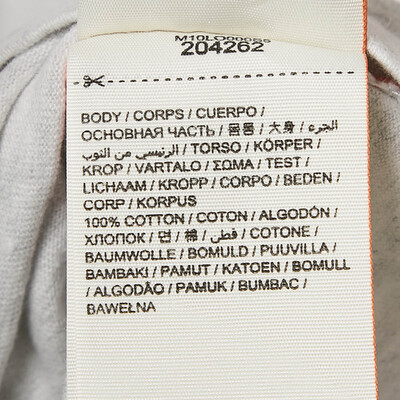 204262
BODY / CORPS / CUERPO /
ОСНОВНАЯ ЧАСТЬ / 몸통 / 大身 / الجزء
الرئيسي من الثوب / TORSO / KÖRPER /
KROP / VARTALO / ΣΩΜΑ / TEST /
LICHAAM / KROPP / CORPO / BEDEN /
CORP / KORPUS
100% COTTON / COTON / ALGODÓN /
ХЛОПОК / 면 / 棉 / قطن / COTONE /
BAUMWOLLE / BOMULD / PUUVILLA /
BAMBAKI / PAMUT / KATOEN / BOMULL
/ ALGODÃO / PAMUK / BUMBAC /
BAWEŁNA